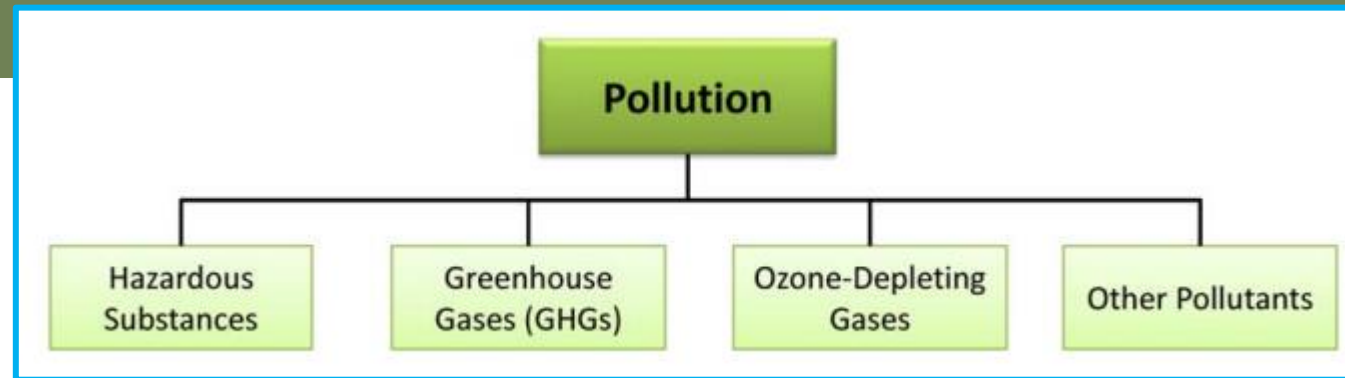 Pollution
Hazardous
Substances
Greenhouse
Gases (GHGs)
Ozone-Depleting
Gases
Other Pollutants